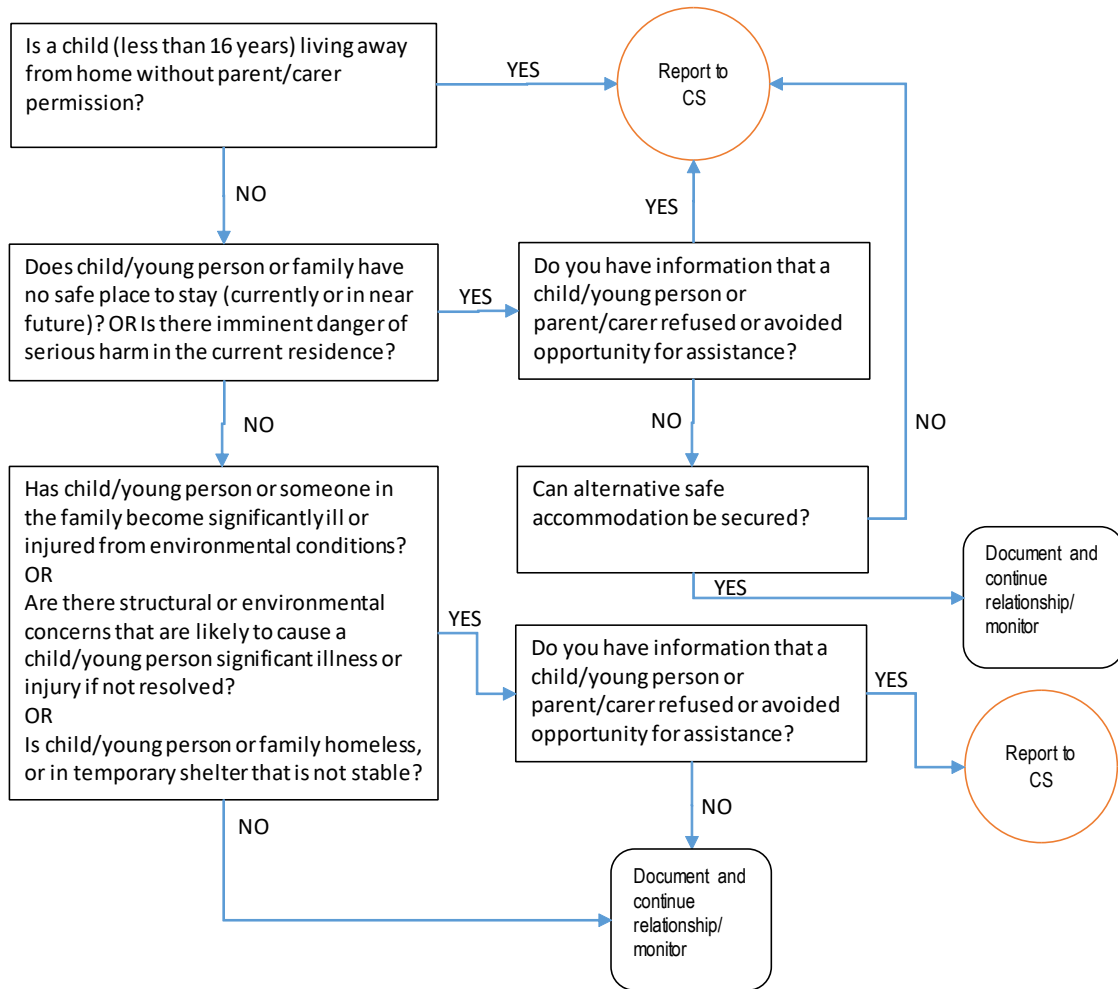 Is a child (less than 16 years) living away
from home without parent/carer
permission?
YES
Report to
CS
NO
YES
Does child/young person or family have
no safe place to stay (currently or in near
future)? OR Is there imminent danger of
serious harm in the current residence?
YES
Do you have information that a
child/young person or
parent/carer refused or avoided
opportunity for assistance?
NO
NO
NO
Has child/young person or someone in
the family become significantly ill or
injured from environmental conditions?
OR
Are there structural or environmental
concerns that are likely to cause a
child/young person significant illness or
injury if not resolved?
OR
Is child/young person or family homeless,
or in temporary shelter that is not stable?
Can alternative safe
accommodation be secured?
YES
Document and
continue
relationship/
monitor
YES
Do you have information that a
child/young person or
parent/carer refused or avoided
opportunity for assistance?
YES
Report to
CS
NO
NO
Document and
continue
relationship/
monitor